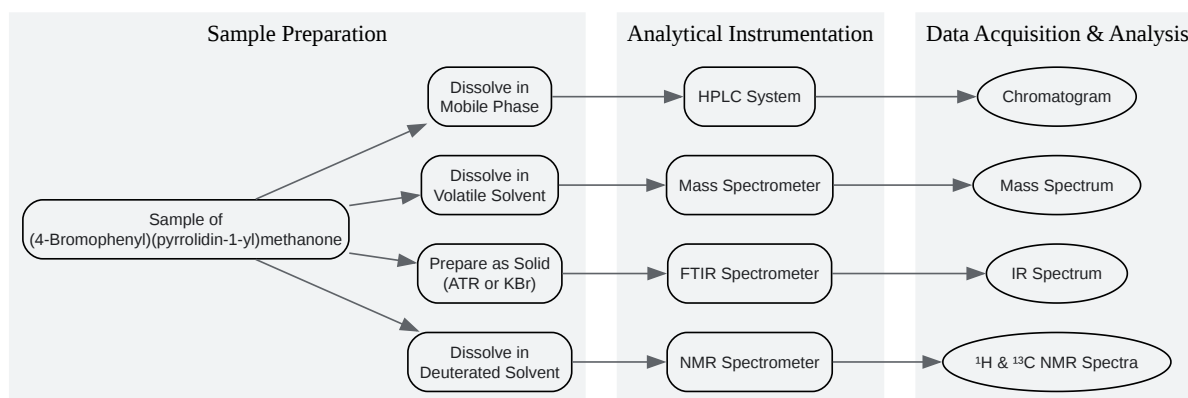 Sample Preparation
Analytical Instrumentation
Data Acquisition & Analysis
Dissolve in
Mobile Phase
HPLC System
Chromatogram
Dissolve in
Volatile Solvent
Mass Spectrometer
Mass Spectrum
Sample of
(4-Bromophenyl)(pyrrolidin-1-yl)methanone
Prepare as Solid
(ATR or KBr)
FTIR Spectrometer
IR Spectrum
Dissolve in
Deuterated Solvent
NMR Spectrometer
¹H & ¹³C NMR Spectra